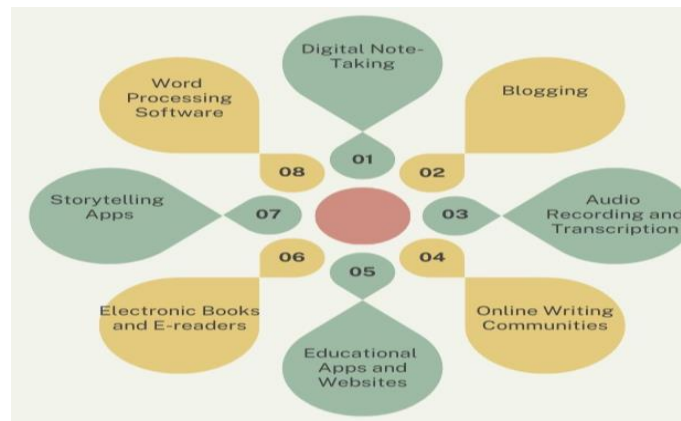 Digital Note-
Taking
01
Blogging
02
Audio
Recording and
Transcription
03
Online Writing
Communities
04
Educational
Apps and
Websites
05
Electronic Books
and E-readers
06
Storytelling
Apps
07
Word
Processing
Software
08